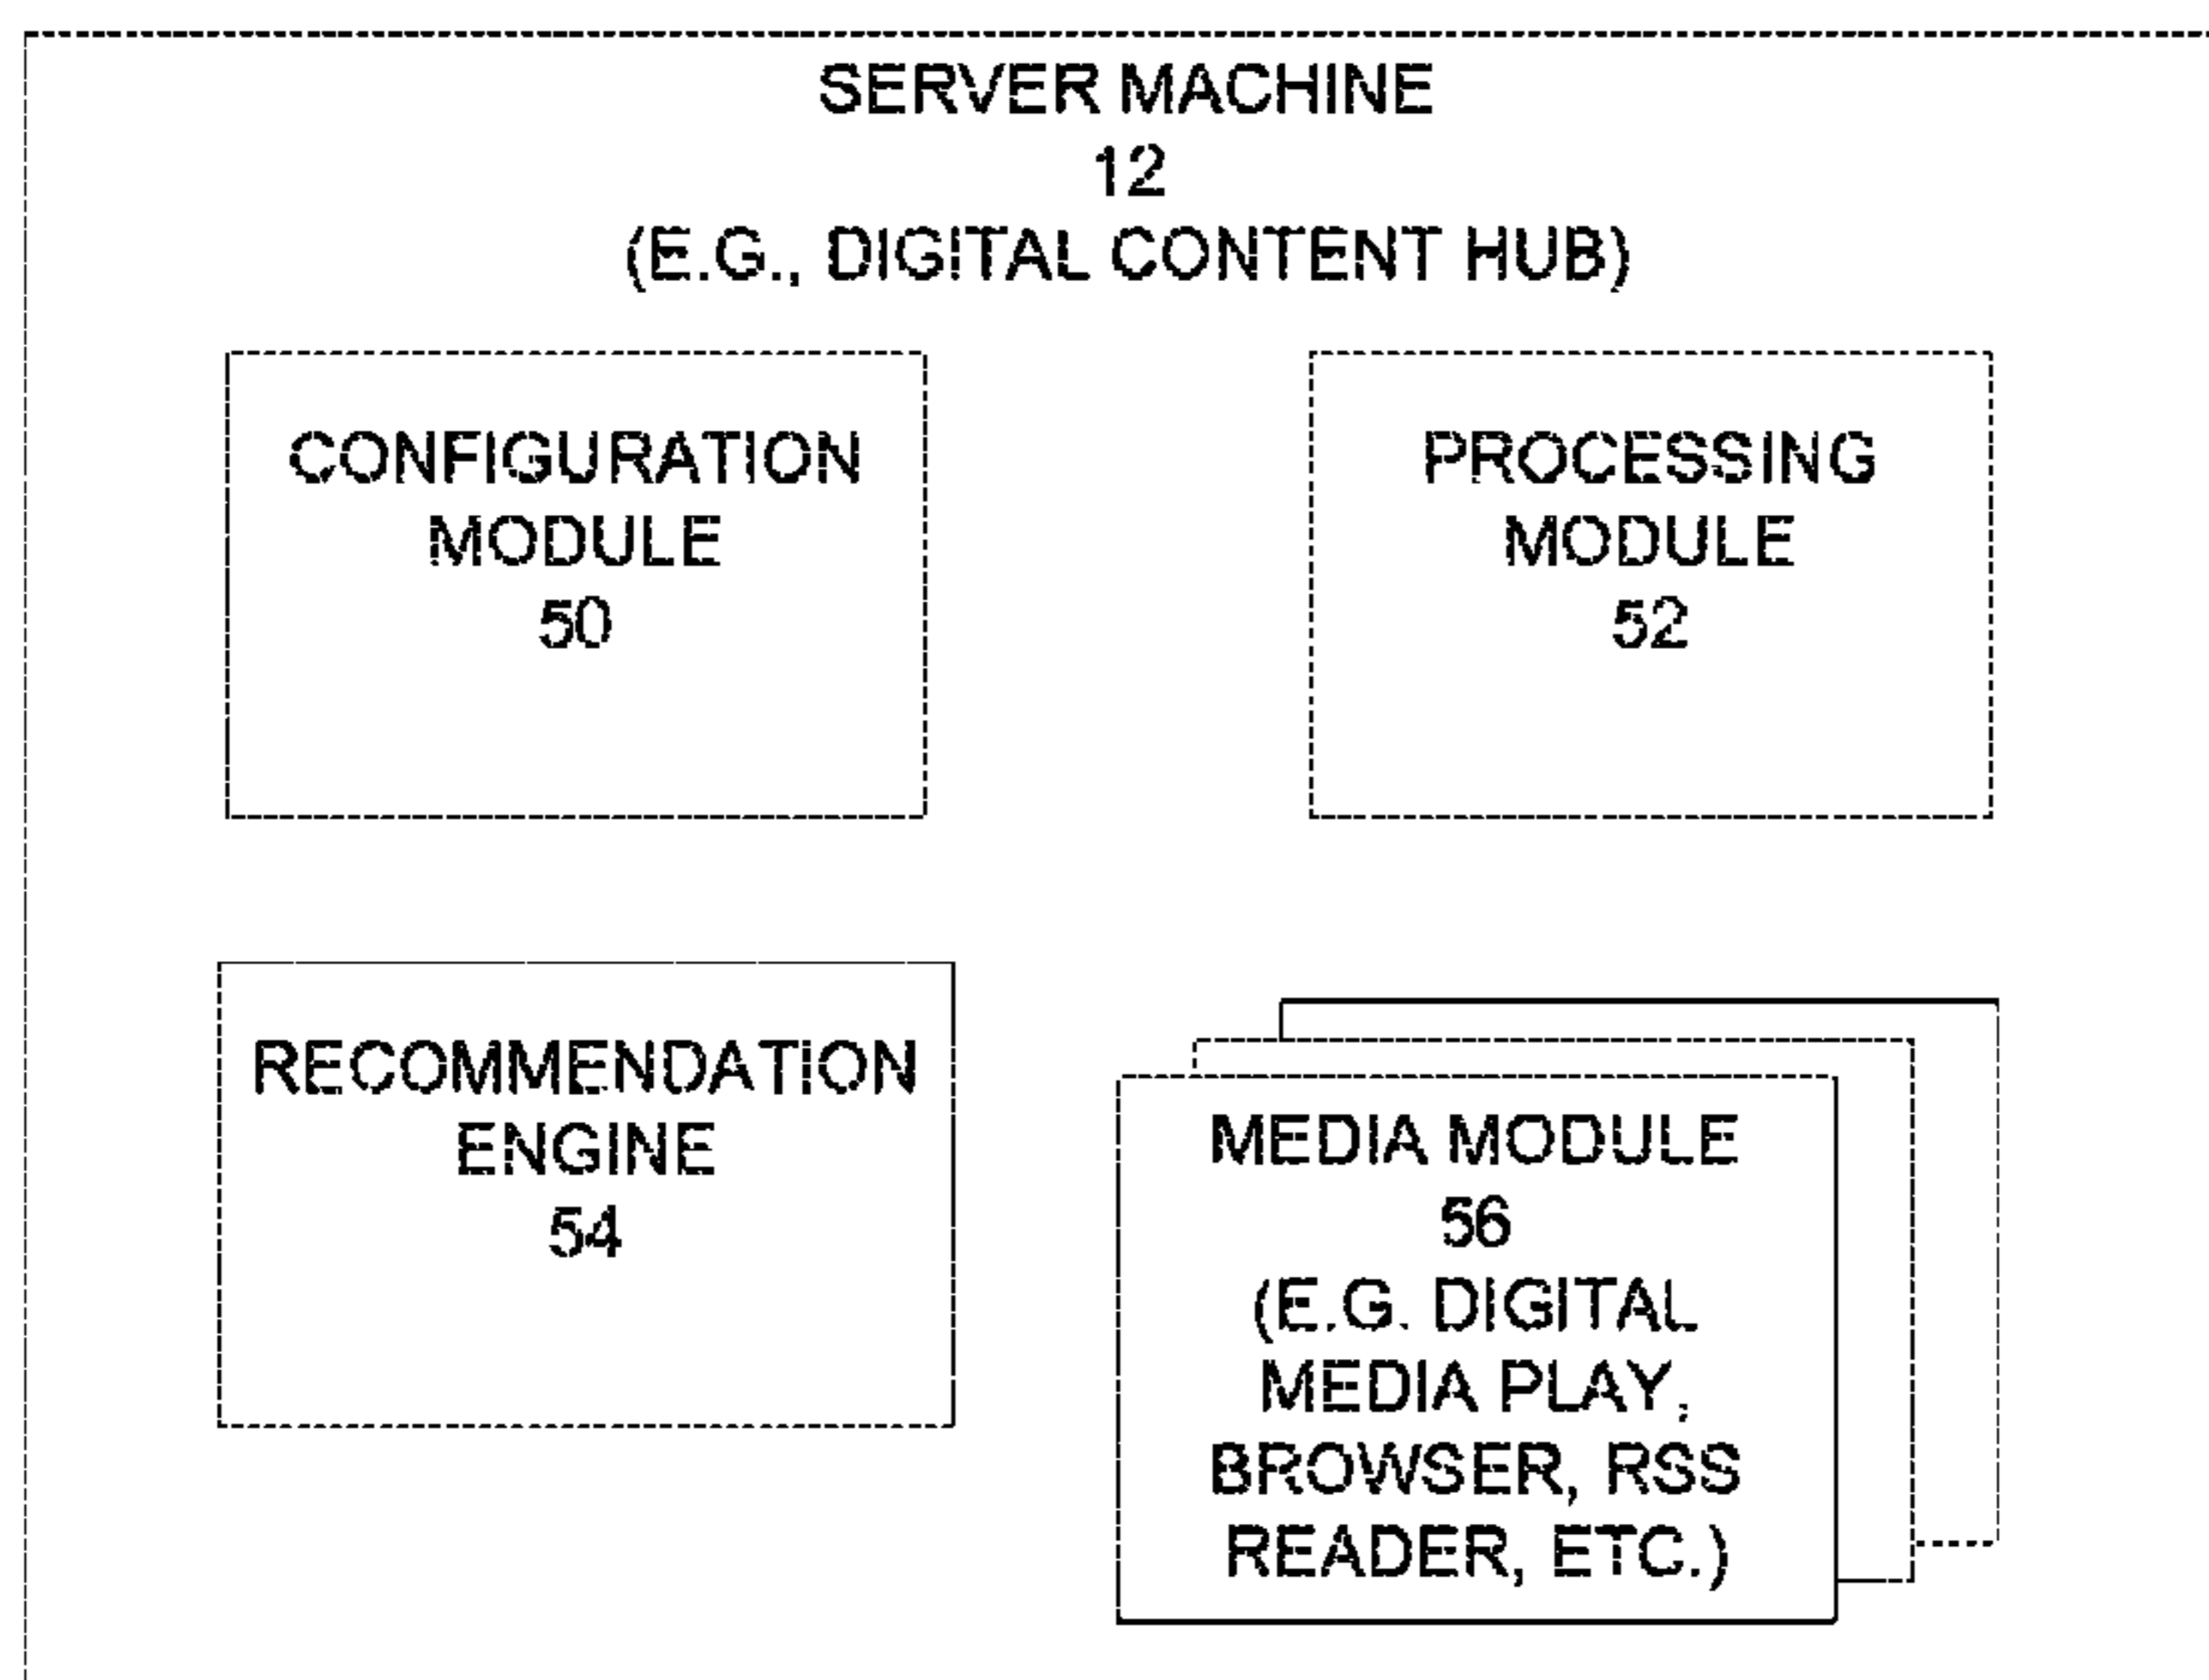 SERVER MACHINE
12
(E.G., DIGITAL CONTENT HUB)
CONFIGURATION
MODULE
50
PROCESSING
MODULE
52
RECOMMENDATION
ENGINE
54
MEDIA MODULE
56
(E.G. DIGITAL
MEDIA PLAY,
BROWSER, RSS
READER, ETC.)